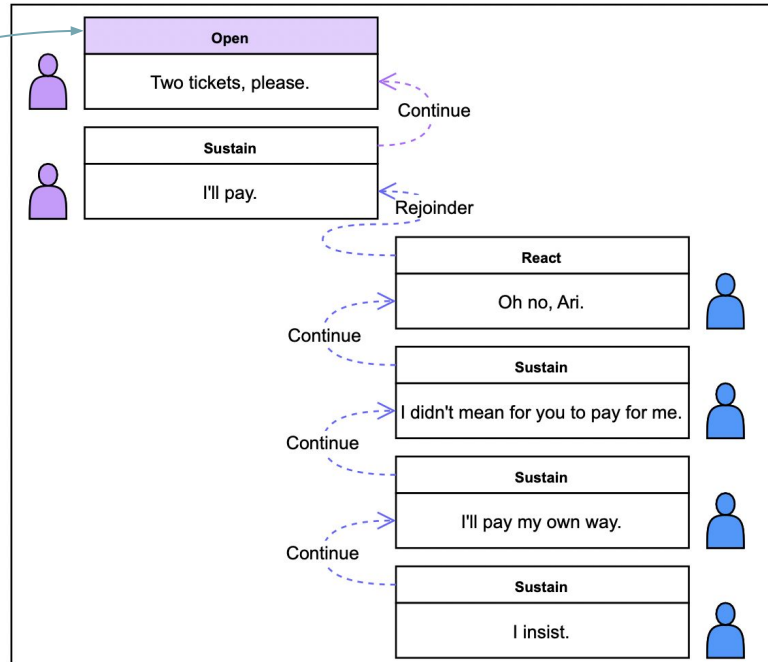 Open
Two tickets, please.
Continue
Sustain
I'll pay.
Rejoinder
React
Oh no, Ari.
Continue
Sustain
I didn't mean for you to pay for me.
Continue
Sustain
I'll pay my own way.
Continue
Sustain
I insist.